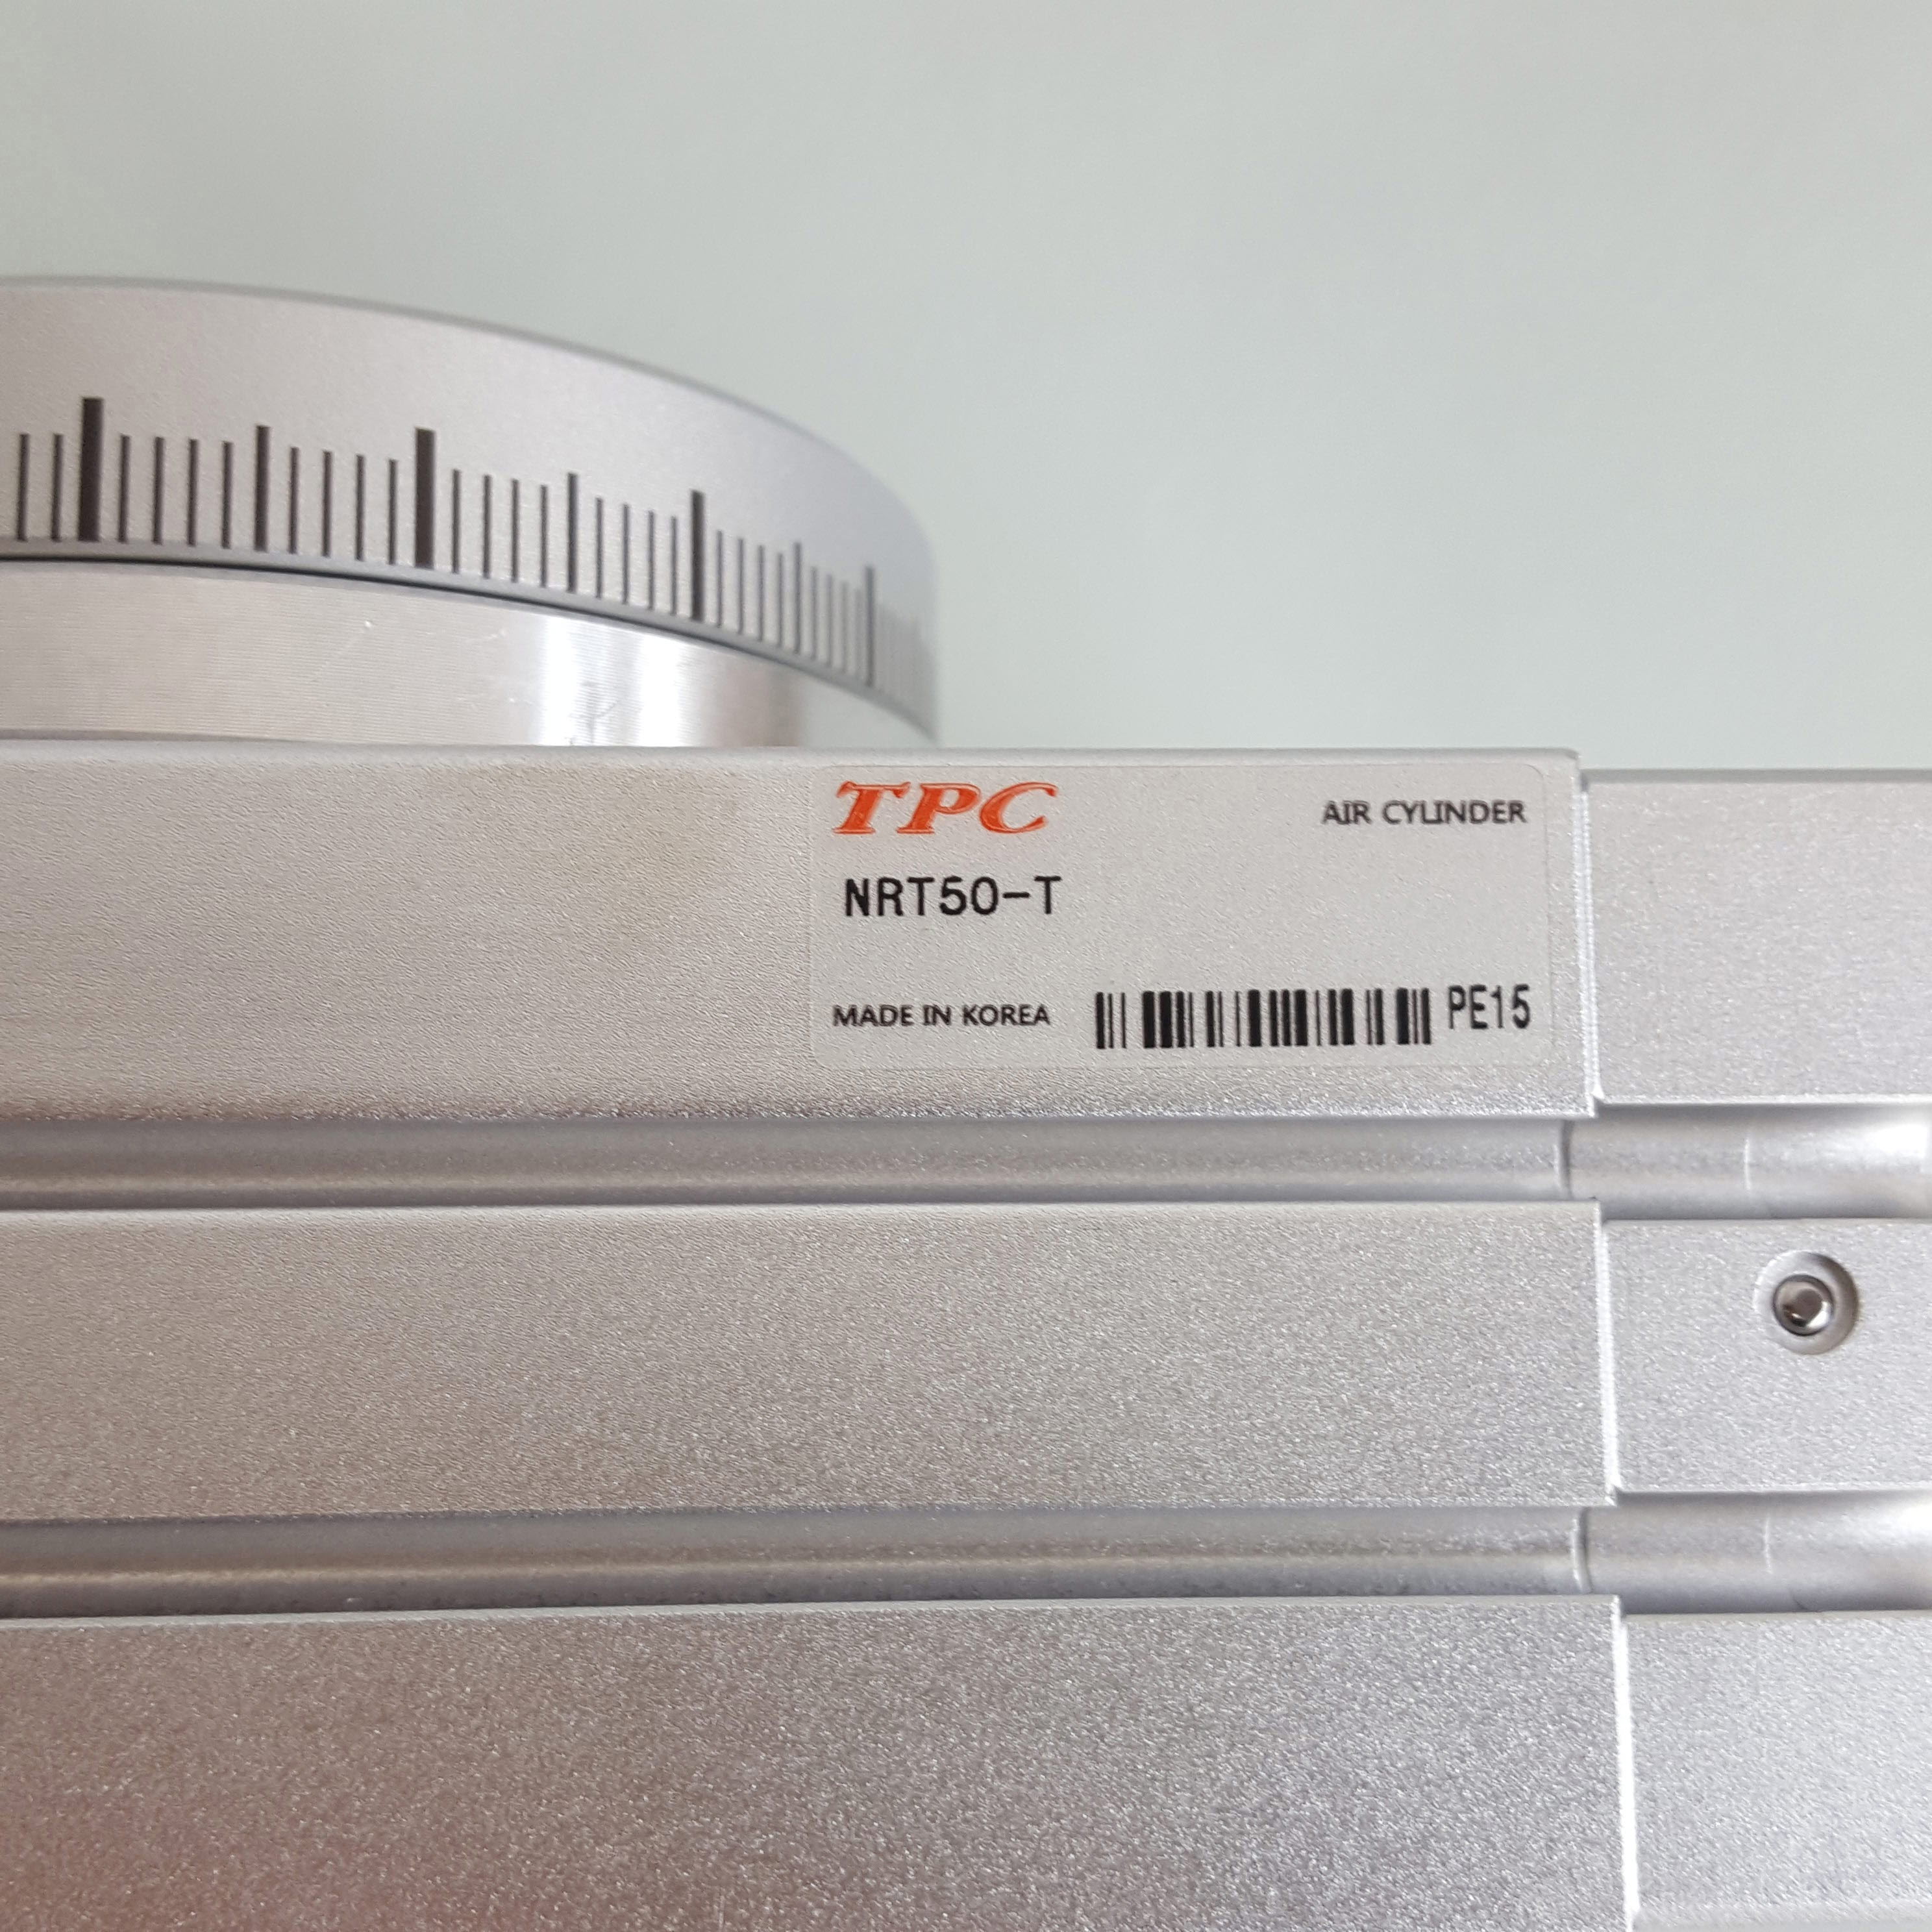 TPC AIR CYLINDER
NRT50-T
MADE IN KOREA PE15